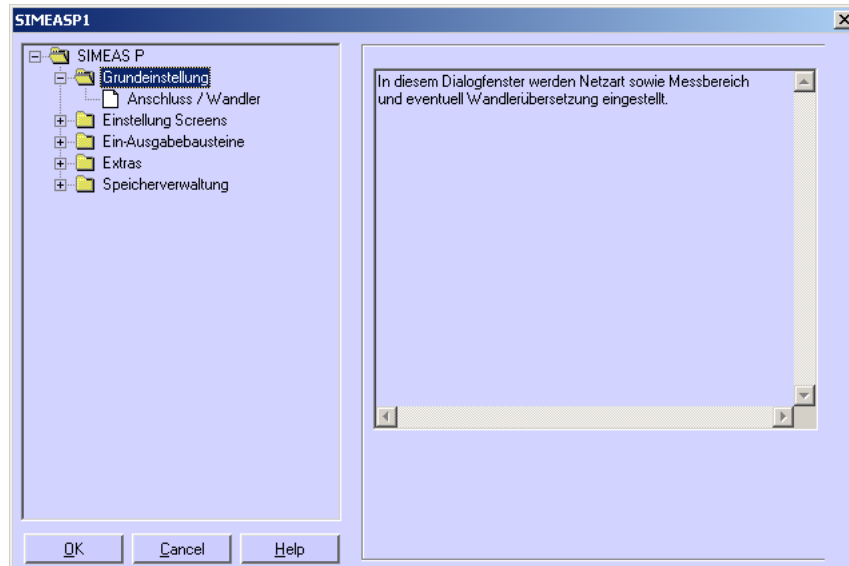 SIMEASP1
SIMEAS P
Grundeinstellung
Anschluss / Wandler
Einstellung Screens
Ein-Ausgabebausteine
Extras
Speicherverwaltung
In diesem Dialogfenster werden Netzart sowie Messbereich
und eventuell Wandlerübersetzung eingestellt.
OK
Cancel
Help